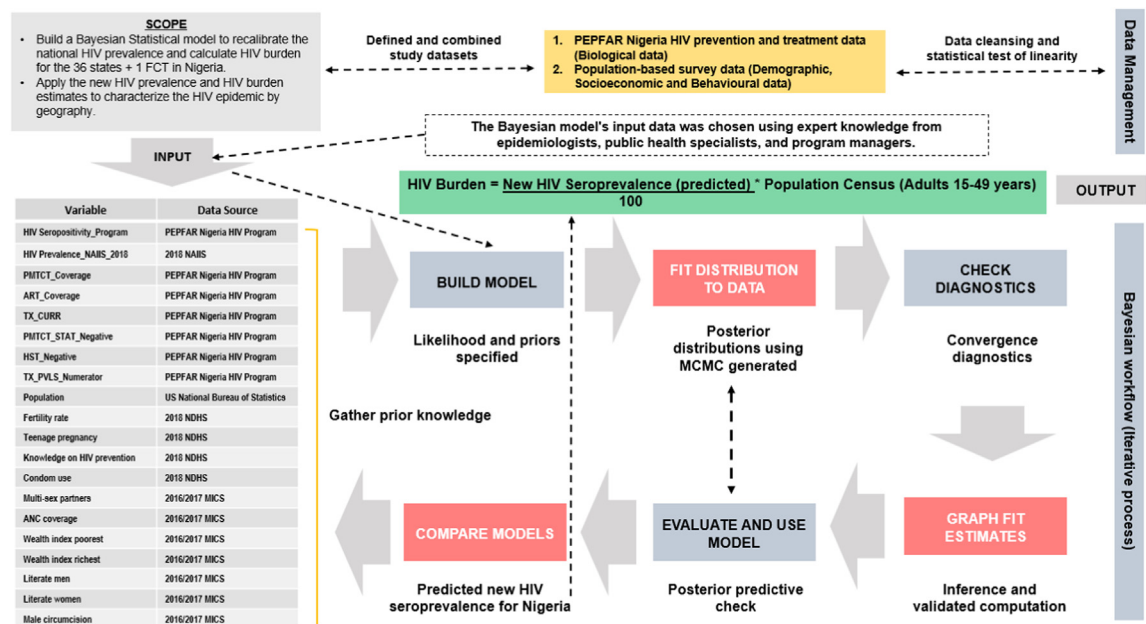 SCOPE
• Build a Bayesian Statistical model to recalibrate the
national HIV prevalence and calculate HIV burden
for the 36 states + 1 FCT in Nigeria.
• Apply the new HIV prevalence and HIV burden
estimates to characterize the HIV epidemic by
geography.
Defined and combined
study datasets
1. PEPFAR Nigeria HIV prevention and treatment data
(Biological data)
2. Population-based survey data (Demographic,
Socioeconomic and Behavioural data)
Data cleansing and
statistical test of linearity
Data Management
The Bayesian model's input data was chosen using expert knowledge from
epidemiologists, public health specialists, and program managers.
INPUT
HIV Burden = New HIV Seroprevalence (predicted) * Population Census (Adults 15-49 years)
100
OUTPUT
Variable Data Source
HIV Seropositivity_Program PEPFAR Nigeria HIV Program
HIV Prevalence_NAIIS_2018 2018 NAIIS
PMTCT_Coverage PEPFAR Nigeria HIV Program
ART_Coverage PEPFAR Nigeria HIV Program
TX_CURR PEPFAR Nigeria HIV Program
PMTCT_STAT_Negative PEPFAR Nigeria HIV Program
HST_Negative PEPFAR Nigeria HIV Program
TX_PVLS_Numerator PEPFAR Nigeria HIV Program
Population US National Bureau of Statistics
Fertility rate 2018 NDHS
Teenage pregnancy 2018 NDHS
Knowledge on HIV prevention 2018 NDHS
Condom use 2018 NDHS
Multi-sex partners 2016/2017 MICS
ANC coverage 2016/2017 MICS
Wealth index poorest 2016/2017 MICS
Wealth index richest 2016/2017 MICS
Literate men 2016/2017 MICS
Literate women 2016/2017 MICS
Male circumcision 2016/2017 MICS
Gather prior knowledge
BUILD MODEL
Likelihood and priors
specified
FIT DISTRIBUTION
TO DATA
Posterior
distributions using
MCMC generated
CHECK
DIAGNOSTICS
Convergence
diagnostics
GRAPH FIT
ESTIMATES
Inference and
validated computation
EVALUATE AND USE
MODEL
Posterior predictive
check
COMPARE MODELS
Predicted new HIV
seroprevalence for Nigeria
Bayesian workflow (Iterative
process)